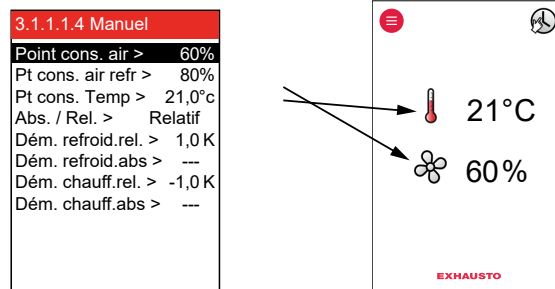 3.1.1.1.4 Manuel
Point cons. air > 60%
Pt cons. air refr > 80%
Pt cons. Temp > 21,0°c
Abs. / Rel. > Relatif
Dém. refroid.rel. > 1,0 K
Dém. refroid.abs > ---
Dém. chauff.rel. > -1,0 K
Dém. chauff.abs > ---
21°C
60%
EXHAUSTO